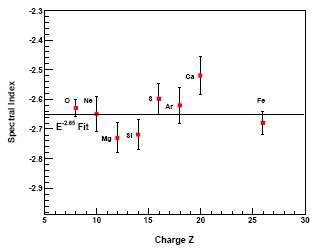 -2.3
-2.4
-2.5
-2.6
-2.7
-2.8
-2.9
Spectral Index
O
Ne
Mg
Si
S
Ar
Ca
Fe
E^-2.65 Fit
5
10
15
20
25
30
Charge Z